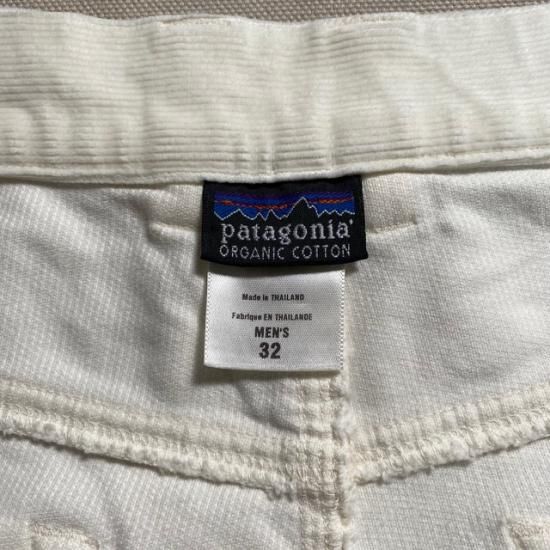 patagonia®
ORGANIC COTTON
Made in THAILAND
Fabrique EN THAILANDE
MEN'S
32